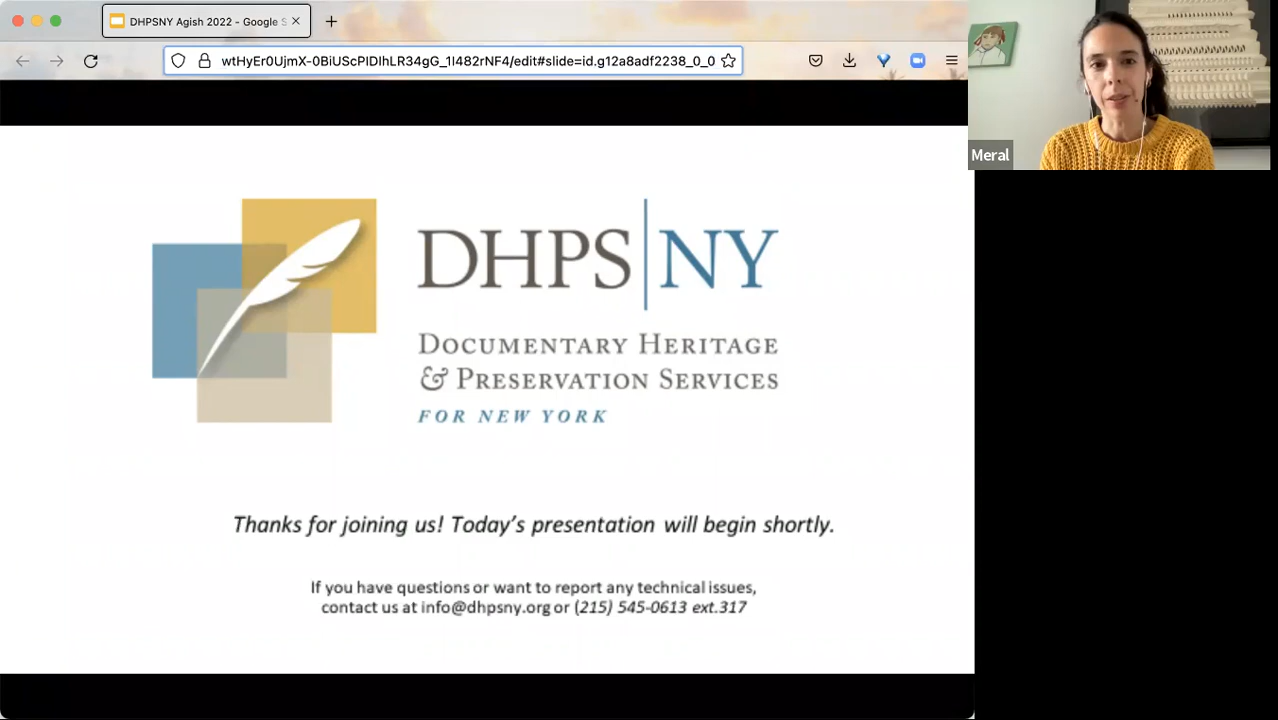 DHPSNY Agish 2022 - Google S
wtHyEr0UjmX-0BiUScPIDIhLR34gG_1I482rNF4/edit#slide=id.g12a8adf2238_0_0
Meral
DHPS NY
DOCUMENTARY HERITAGE
& PRESERVATION SERVICES
FOR NEW YORK
Thanks for joining us! Today's presentation will begin shortly.
If you have questions or want to report any technical issues,
contact us at info@dhpsny.org or (215) 545-0613 ext.317